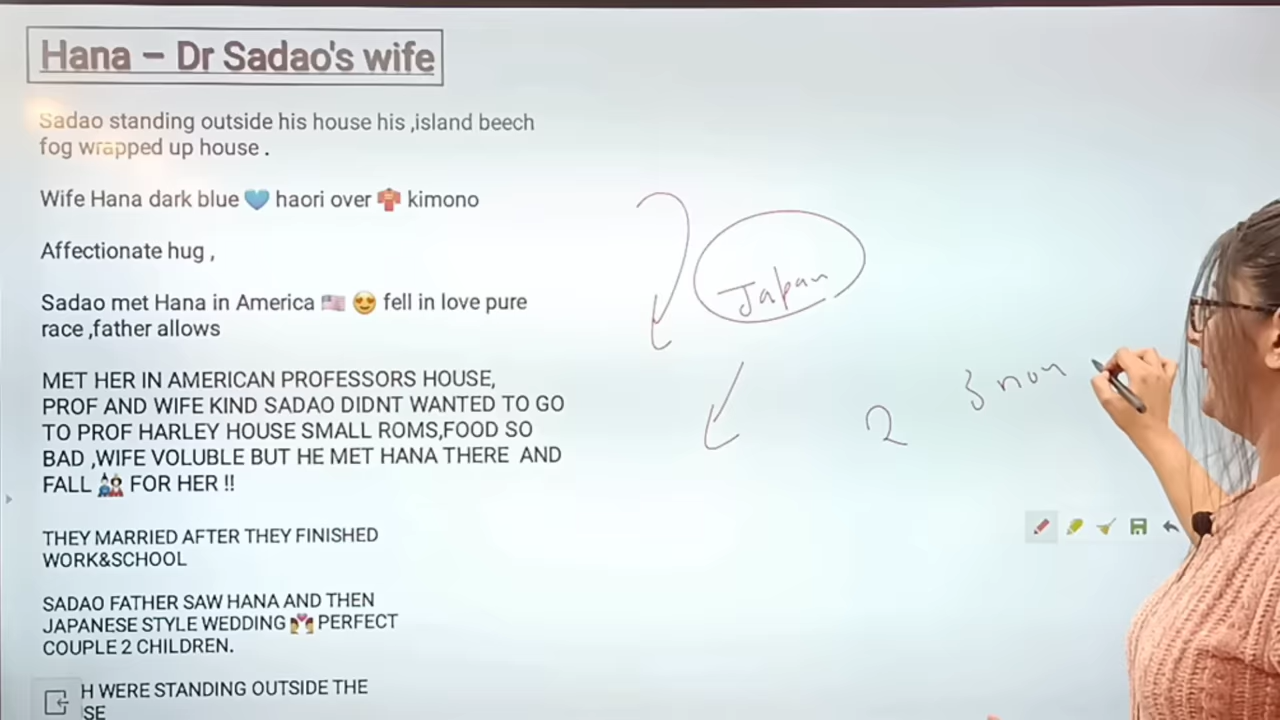 Hana – Dr Sadao's wife
Sadao standing outside his house his ,island beech
fog wrapped up house .
Wife Hana dark blue 💙 haori over 👘 kimono
Affectionate hug ,
Sadao met Hana in America 🇺🇸 😍 fell in love pure
race ,father allows
MET HER IN AMERICAN PROFESSORS HOUSE,
PROF AND WIFE KIND SADAO DIDNT WANTED TO GO
TO PROF HARLEY HOUSE SMALL ROMS,FOOD SO
BAD ,WIFE VOLUBLE BUT HE MET HANA THERE AND
FALL 🎎 FOR HER !!
THEY MARRIED AFTER THEY FINISHED
WORK&SCHOOL
SADAO FATHER SAW HANA AND THEN
JAPANESE STYLE WEDDING 💏 PERFECT
COUPLE 2 CHILDREN.
H WERE STANDING OUTSIDE THE
SE
Japan
2